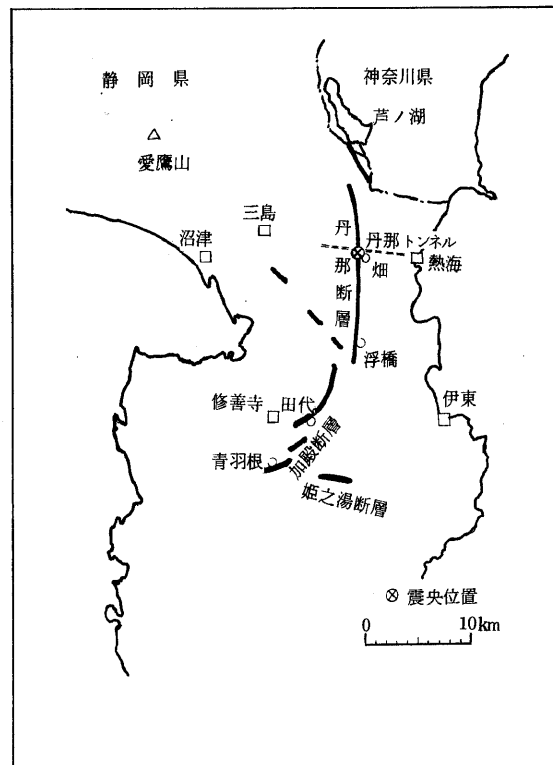 静岡県
神奈川県
芦ノ湖
愛鷹山
三島
沼津
丹那断層
丹那トンネル
畑
熱海
浮橋
修善寺
田代
伊東
青羽根
加殿断層
姫之湯断層
震央位置
0 10km